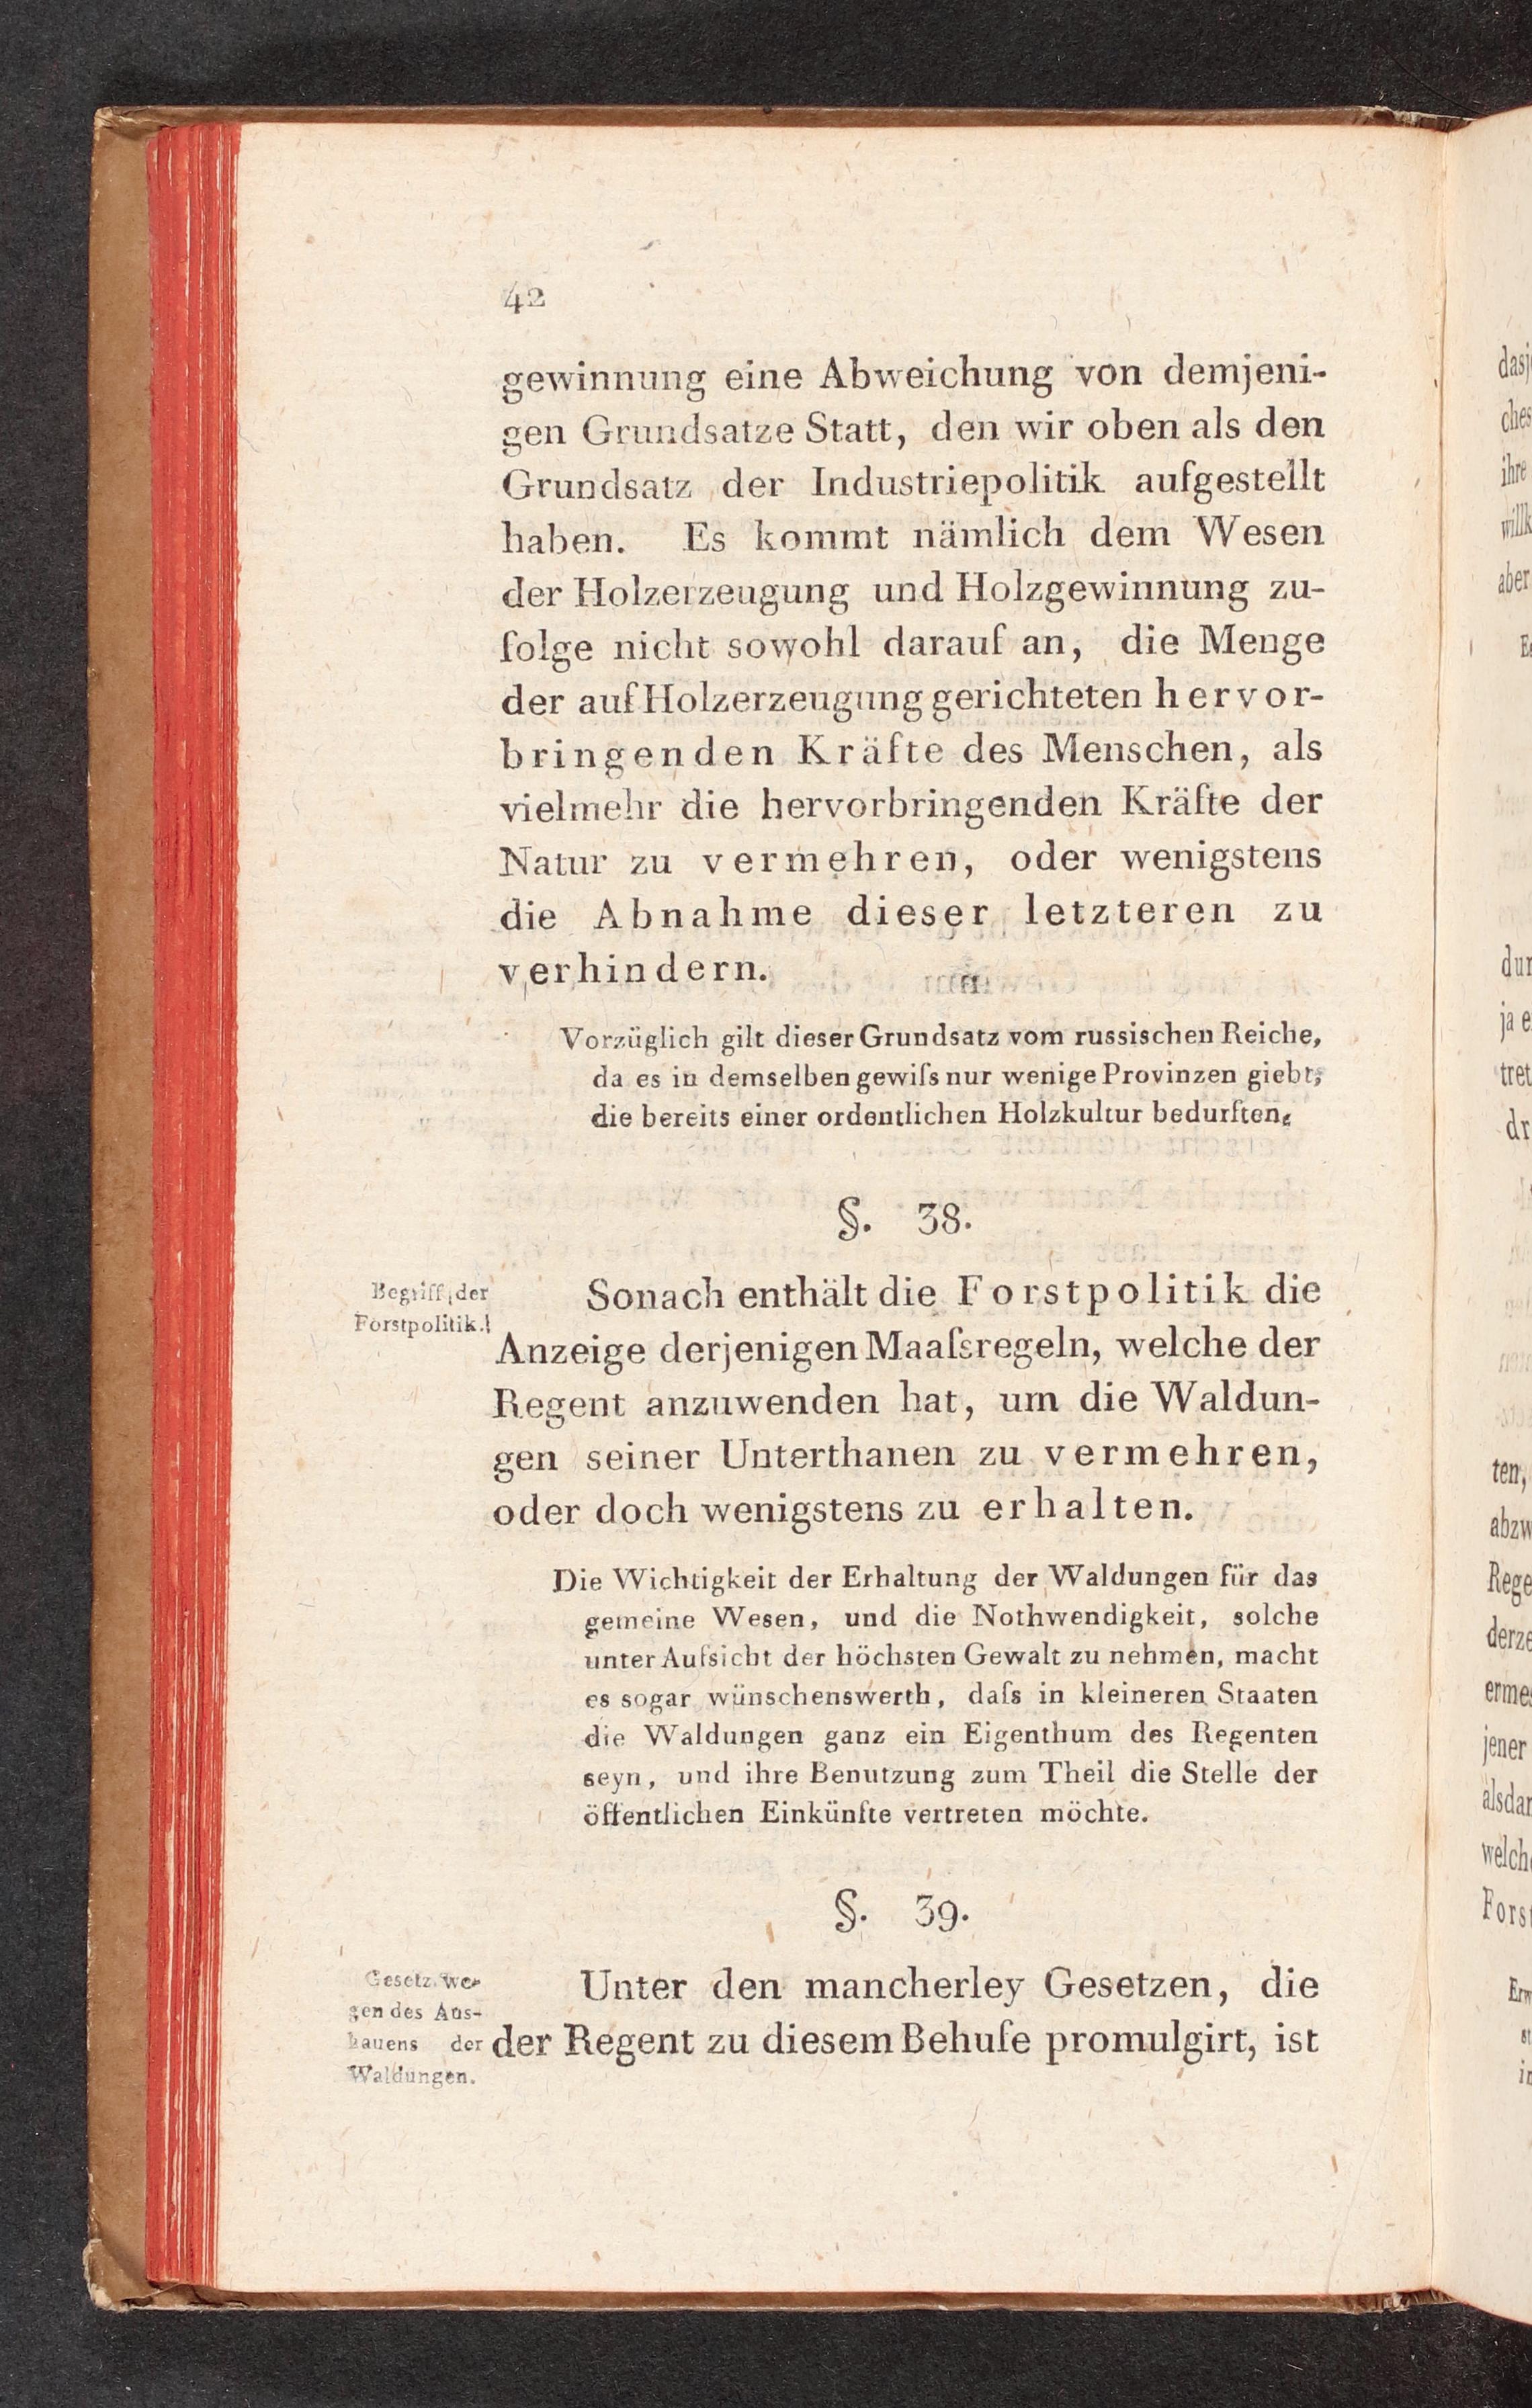 42
gewinnung eine Abweichung von demjeni-
gen Grundsatze Statt, den wir oben als den
Grundsatz der Industriepolitik aufgestellt
haben. Es kommt nämlich dem Wesen
der Holzerzeugung und Holzgewinnung zu-
folge nicht sowohl darauf an, die Menge
der auf Holzerzeugung gerichteten hervor-
bringenden Kräfte des Menschen, als
vielmehr die hervorbringenden Kräfte der
Natur zu vermehren, oder wenigstens
die Abnahme dieser letzteren zu
verhindern.
Vorzüglich gilt dieser Grundsatz vom russischen Reiche,
da es in demselben gewiſs nur wenige Provinzen giebt,
die bereits einer ordentlichen Holzkultur bedurften.
§. 38.
Begriff der
Forstpolitik.
Sonach enthält die Forstpolitik die
Anzeige derjenigen Maaſsregeln, welche der
Regent anzuwenden hat, um die Waldun-
gen seiner Unterthanen zu vermehren,
oder doch wenigstens zu erhalten.
Die Wichtigkeit der Erhaltung der Waldungen für das
gemeine Wesen, und die Nothwendigkeit, solche
unter Aufsicht der höchsten Gewalt zu nehmen, macht
es sogar wünschenswerth, daſs in kleineren Staaten
die Waldungen ganz ein Eigenthum des Regenten
seyn, und ihre Benutzung zum Theil die Stelle der
öffentlichen Einkünfte vertreten möchte.
§. 39.
Gesetz we-
gen des Aus-
hauens der
Waldungen.
Unter den mancherley Gesetzen, die
der Regent zu diesem Behufe promulgirt, ist